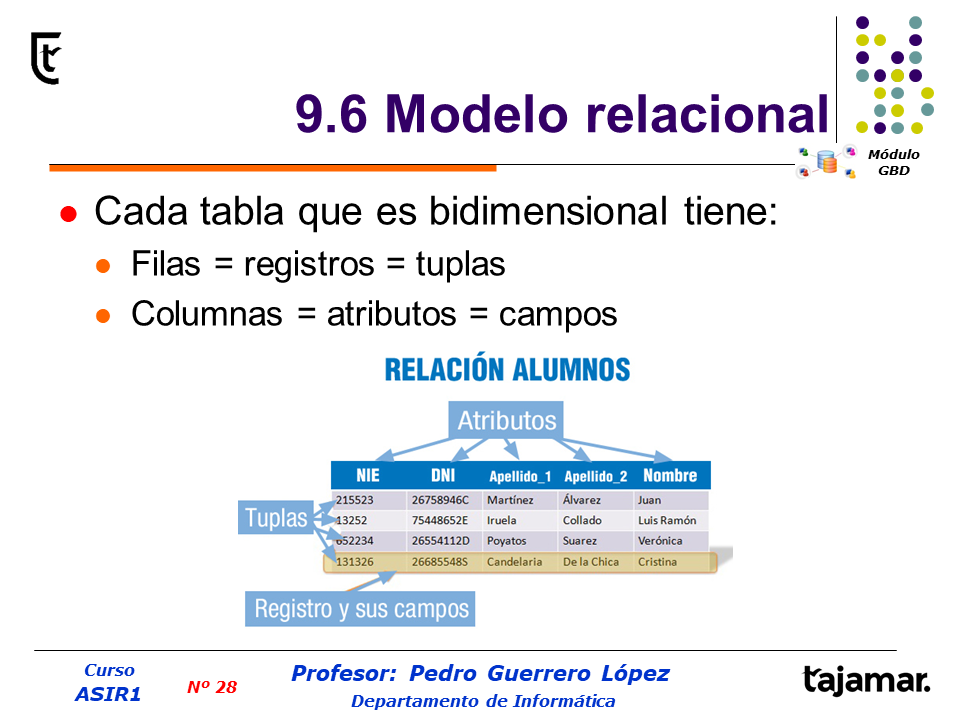 9.6 Modelo relacional
Módulo
GBD
Cada tabla que es bidimensional tiene:
Filas = registros = tuplas
Columnas = atributos = campos
RELACIÓN ALUMNOS
Atributos
NIE DNI Apellido_1 Apellido_2 Nombre
215523 26758946C Martínez Álvarez Juan
Tuplas
13252 75448652E Iruela Collado Luis Ramón
652234 26554112D Poyatos Suarez Verónica
131326 26685548S Candelaria De la Chica Cristina
Registro y sus campos
Curso
ASIR1
Nº 28
Profesor: Pedro Guerrero López
Departamento de Informática
tajamar.